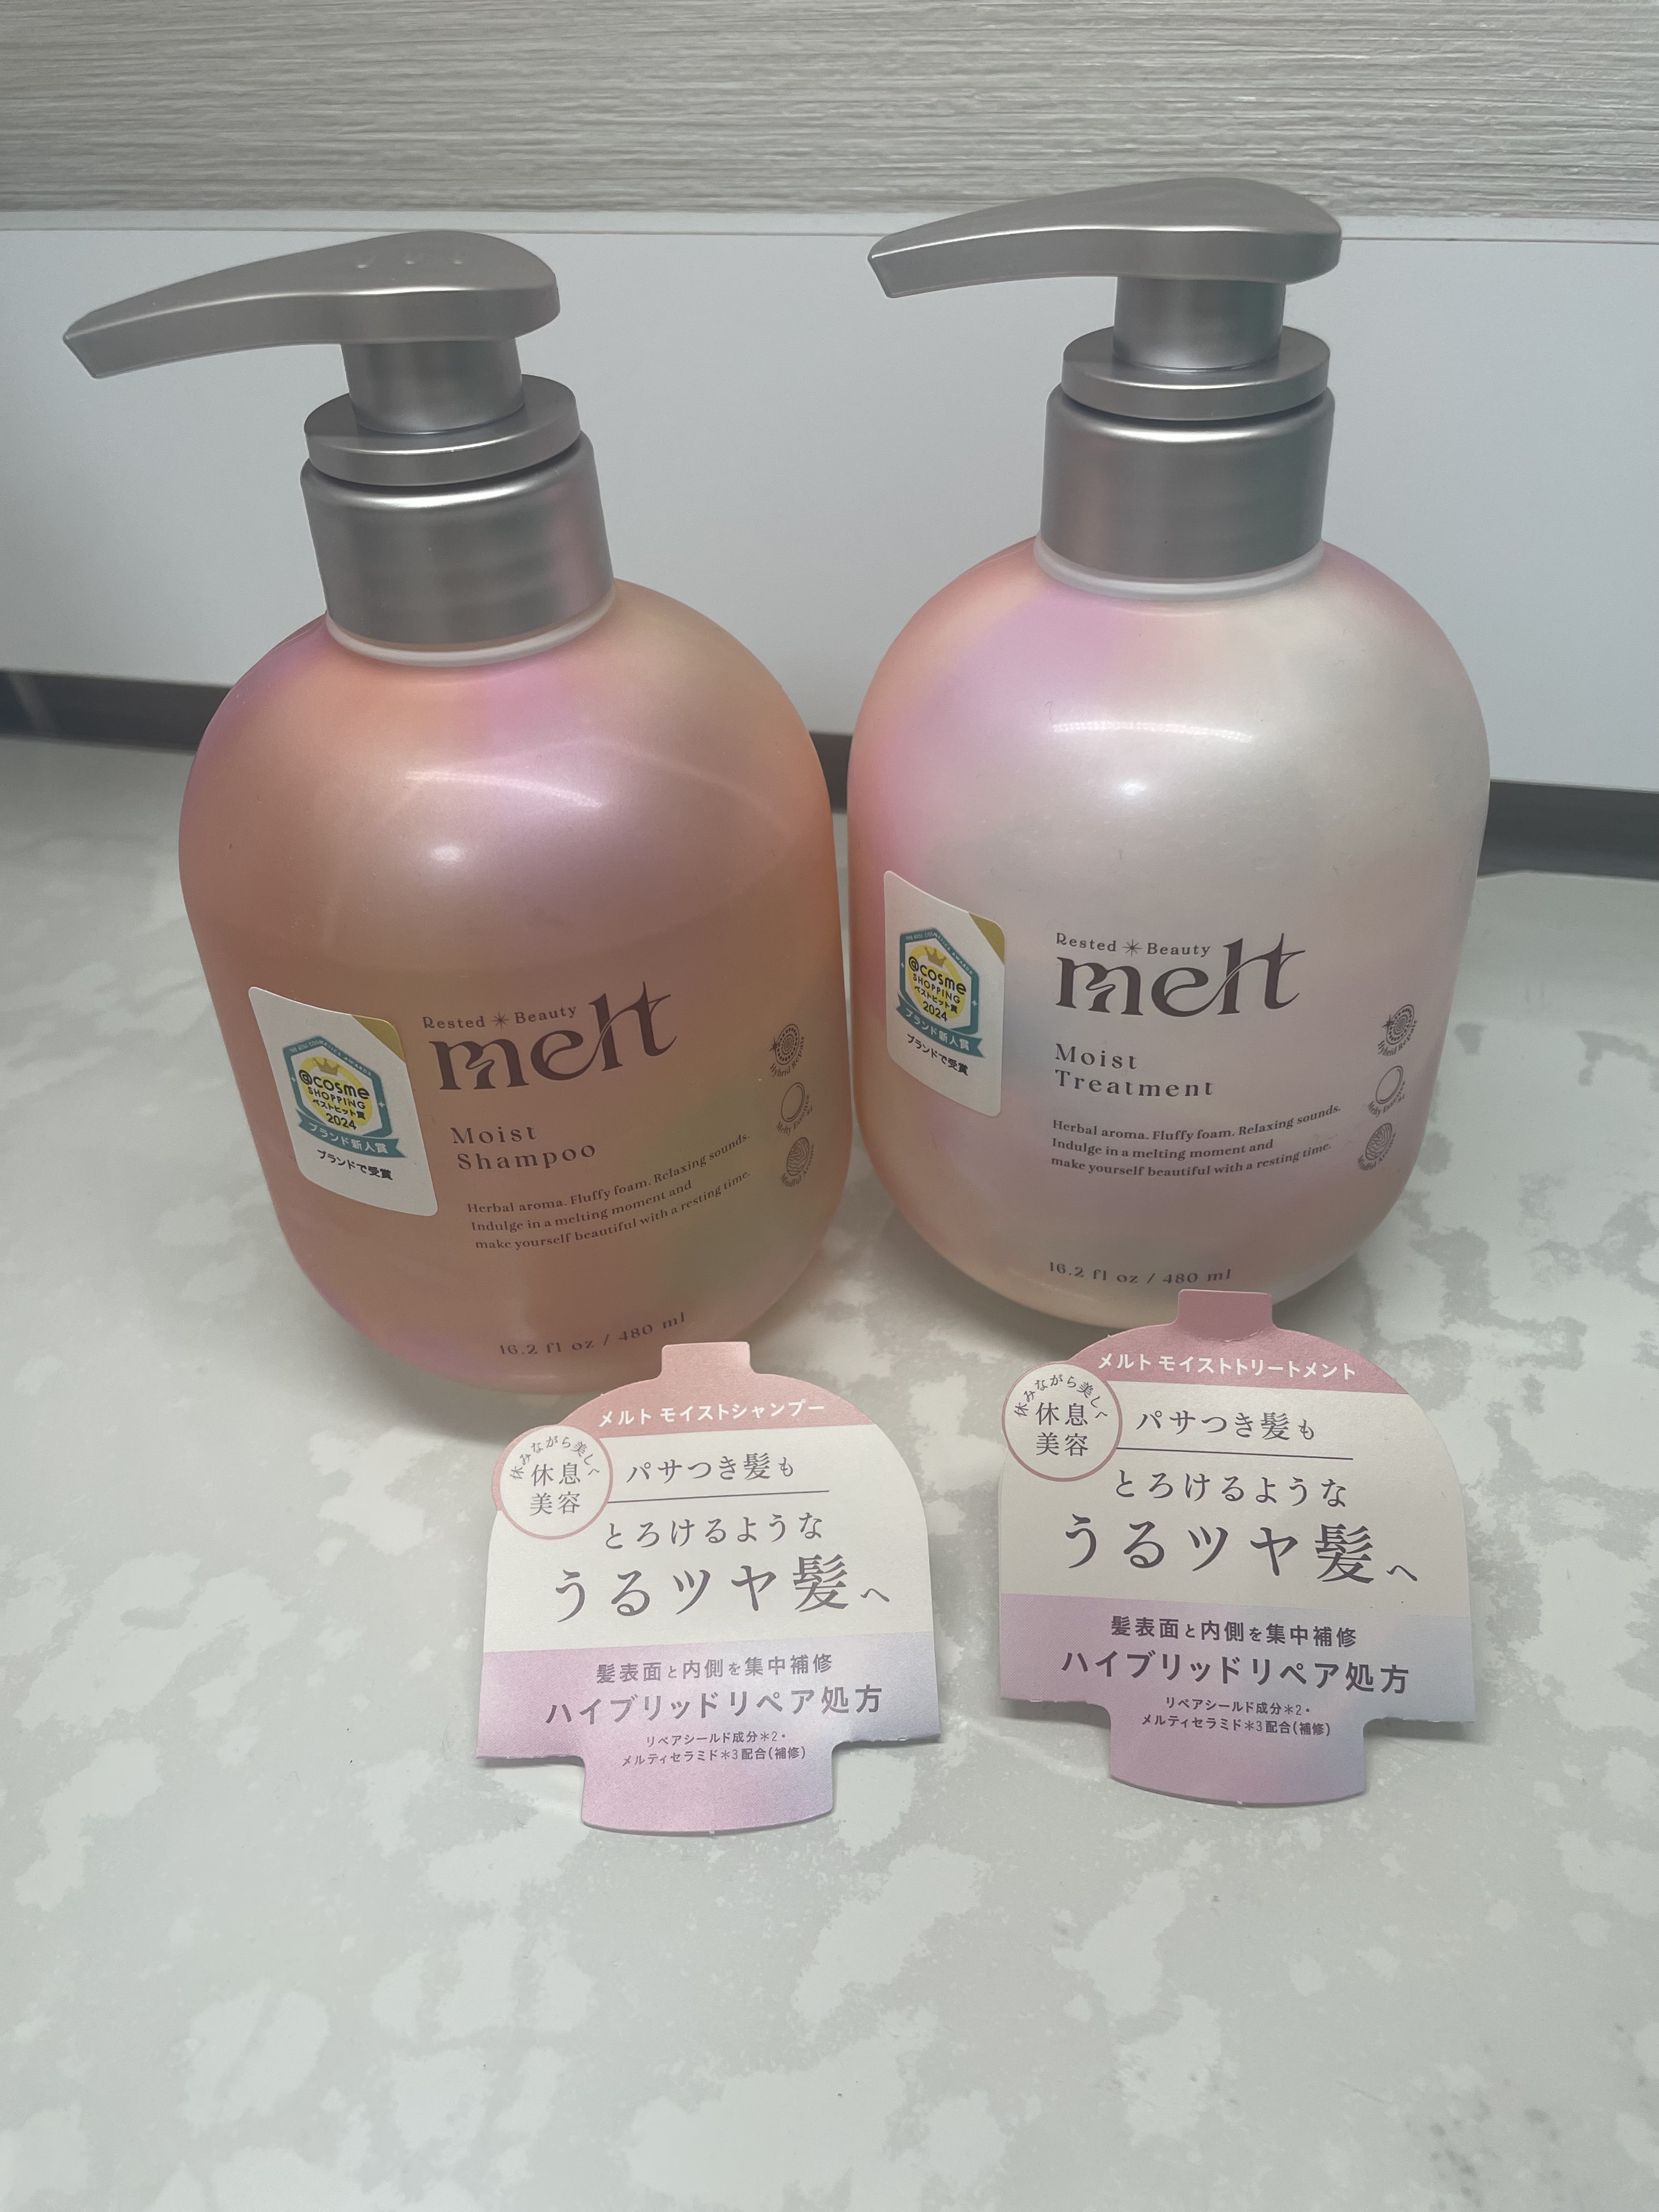 @cosme
SHOPPING
ベストヒット賞
2024
ブランド新人賞
ブランドで受賞
Rested Beauty
melt
Moist
Shampoo
Herbal aroma. Fluffy foam. Relaxing sounds.
Indulge in a melting moment and
make yourself beautiful with a resting time.
16.2 fl oz / 480 ml
Hybrid Repair
@cosme
SHOPPING
ベストヒット賞
2024
ブランド新人賞
ブランドで受賞
Rested Beauty
melt
Moist
Treatment
Herbal aroma. Fluffy foam. Relaxing sounds.
Indulge in a melting moment and
make yourself beautiful with a resting time.
16.2 fl oz / 480 ml
Hybrid Repair
メルト モイストシャンプー
休みながら美しく
休息
美容
パサつき髪も
とろけるような
うるツヤ髪へ
髪表面と内側を集中補修
ハイブリッドリペア処方
リペアシールド成分*2・
メルティセラミド*3配合(補修)
メルト モイストトリートメント
休みながら美しく
休息
美容
パサつき髪も
とろけるような
うるツヤ髪へ
髪表面と内側を集中補修
ハイブリッドリペア処方
リペアシールド成分*2・
メルティセラミド*3配合(補修)